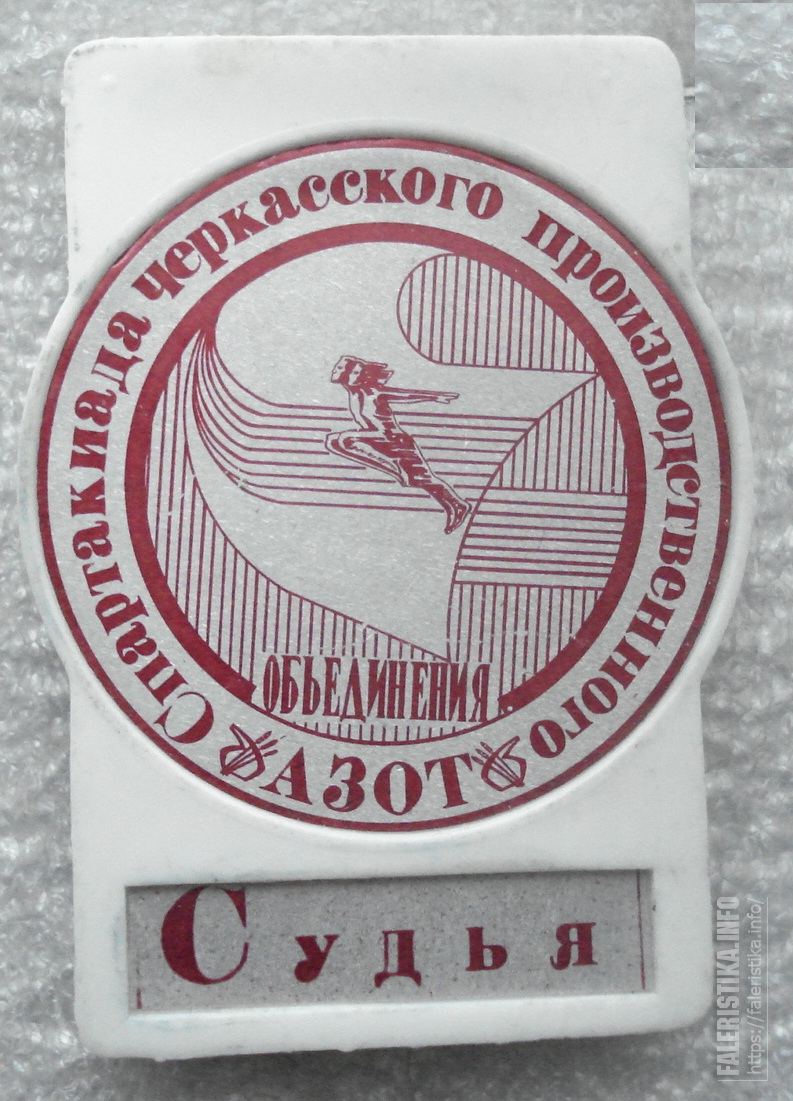 Спартакиада черкасского производственного
ОБЬЕДИНЕНИЯ
АЗОТ
Судья
FALERISTIKA.INFO
https://faleristika.info/